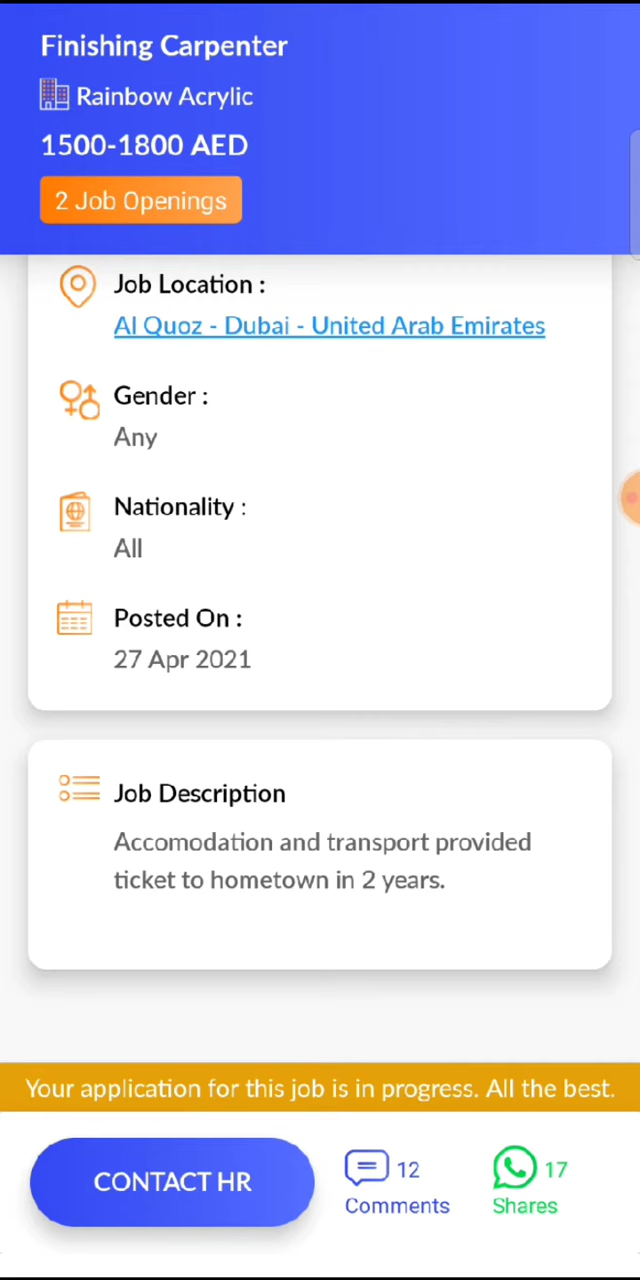 Finishing Carpenter
Rainbow Acrylic
1500-1800 AED
2 Job Openings
Job Location :
Al Quoz - Dubai - United Arab Emirates
Gender :
Any
Nationality :
All
Posted On :
27 Apr 2021
Job Description
Accomodation and transport provided
ticket to hometown in 2 years.
Your application for this job is in progress. All the best.
CONTACT HR
12
Comments
17
Shares